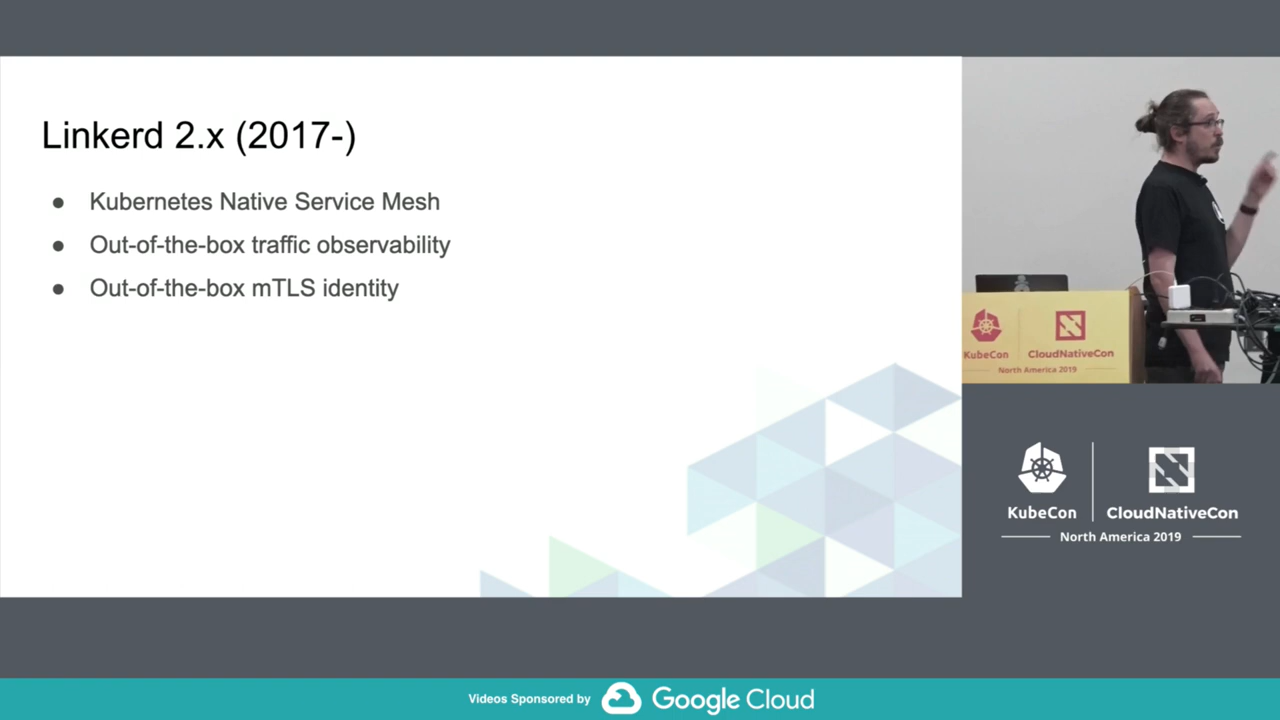 Linkerd 2.x (2017-)
● Kubernetes Native Service Mesh
● Out-of-the-box traffic observability
● Out-of-the-box mTLS identity
KubeCon
CloudNativeCon
North America 2019
KubeCon
CloudNativeCon
North America 2019
Videos Sponsored by Google Cloud